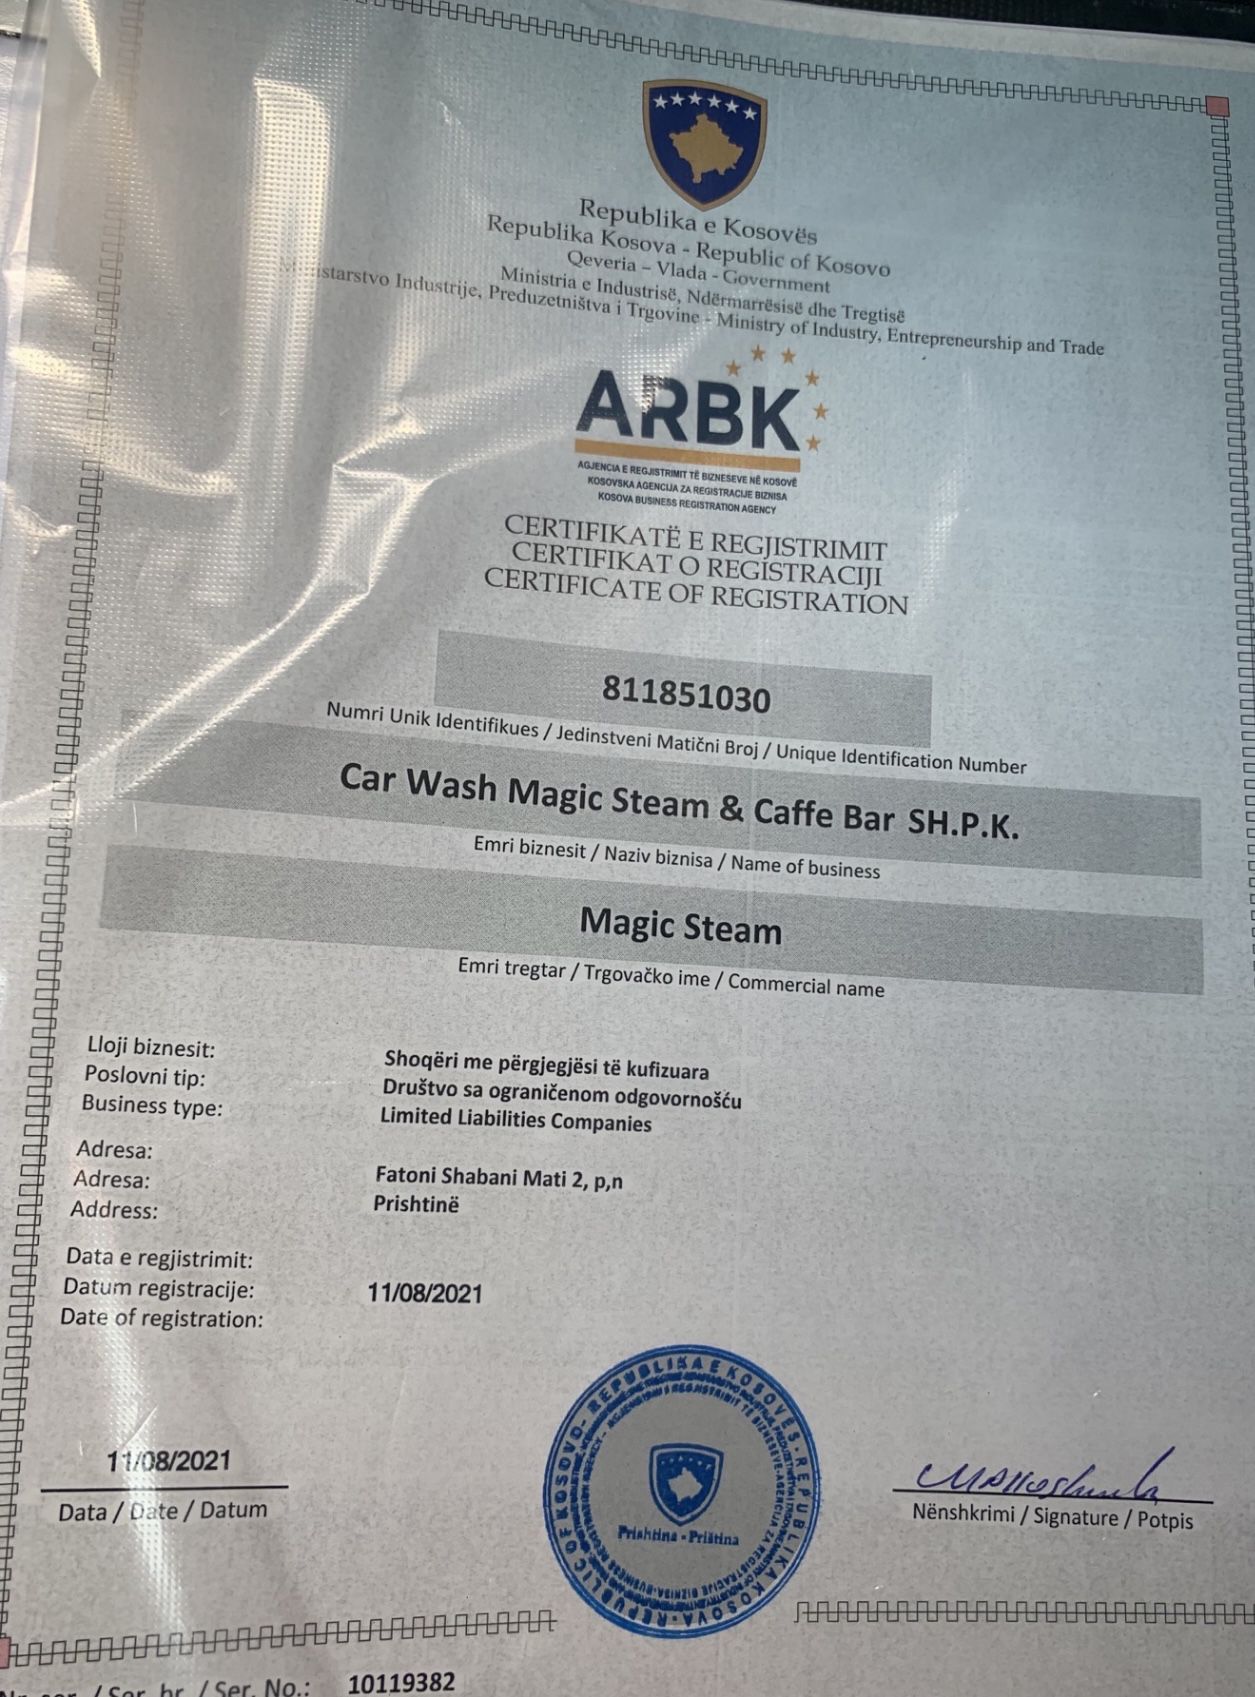 Republika e Kosovës
Republika Kosova - Republic of Kosovo
Qeveria – Vlada - Government
Ministria e Industrisë, Ndërmarrësisë dhe Tregtisë
Ministarstvo Industrije, Preduzetništva i Trgovine - Ministry of Industry, Entrepreneurship and Trade
ARBK
AGJENCIA E REGJISTRIMIT TË BIZNESEVE NË KOSOVË
KOSOVSKA AGENCIJA ZA REGISTRACIJE BIZNISA
KOSOVA BUSINESS REGISTRATION AGENCY
CERTIFIKATË E REGJISTRIMIT
CERTIFIKAT O REGISTRACIJI
CERTIFICATE OF REGISTRATION
811851030
Numri Unik Identifikues / Jedinstveni Matični Broj / Unique Identification Number
Car Wash Magic Steam & Caffe Bar SH.P.K.
Emri biznesit / Naziv biznisa / Name of business
Magic Steam
Emri tregtar / Trgovačko ime / Commercial name
Lloji biznesit: Shoqëri me përgjegjësi të kufizuara
Poslovni tip: Društvo sa ograničenom odgovornošću
Business type: Limited Liabilities Companies
Adresa:
Adresa: Fatoni Shabani Mati 2, p,n
Address: Prishtinë
Data e regjistrimit:
Datum registracije: 11/08/2021
Date of registration:
11/08/2021
Data / Date / Datum
REPUBLIKA E KOSOVËS - REPUBLIKA KOSOVA - REPUBLIC OF KOSOVO
Prishtina - Priština
Nënshkrimi / Signature / Potpis
/ Ser. br. / Ser. No.: 10119382